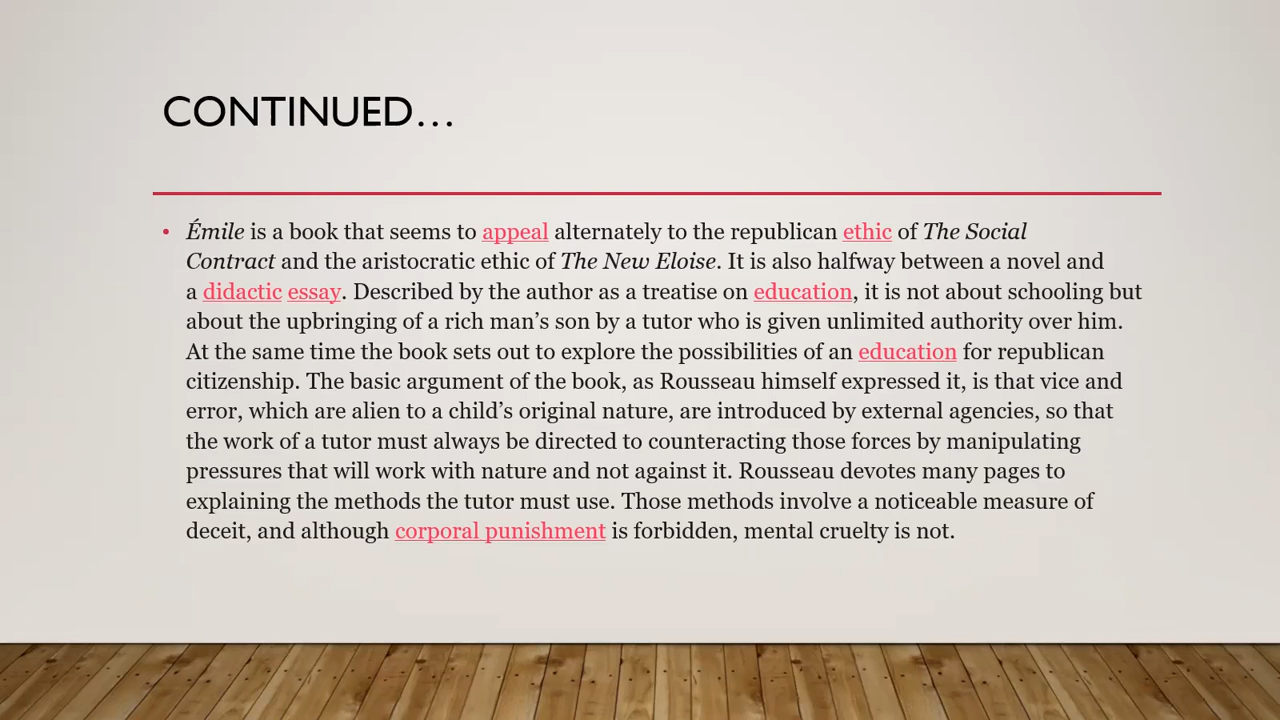 CONTINUED…
• Émile is a book that seems to appeal alternately to the republican ethic of The Social
Contract and the aristocratic ethic of The New Eloise. It is also halfway between a novel and
a didactic essay. Described by the author as a treatise on education, it is not about schooling but
about the upbringing of a rich man’s son by a tutor who is given unlimited authority over him.
At the same time the book sets out to explore the possibilities of an education for republican
citizenship. The basic argument of the book, as Rousseau himself expressed it, is that vice and
error, which are alien to a child’s original nature, are introduced by external agencies, so that
the work of a tutor must always be directed to counteracting those forces by manipulating
pressures that will work with nature and not against it. Rousseau devotes many pages to
explaining the methods the tutor must use. Those methods involve a noticeable measure of
deceit, and although corporal punishment is forbidden, mental cruelty is not.